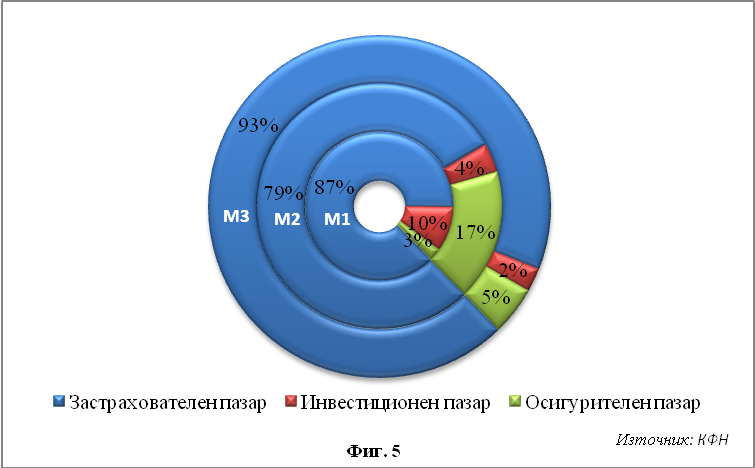 93%
79%
87%
M3
M2
M1
4%
10%
3%
17%
2%
5%
Застрахователен пазар
Инвестиционен пазар
Осигурителен пазар
Източник: КФН
Фиг. 5